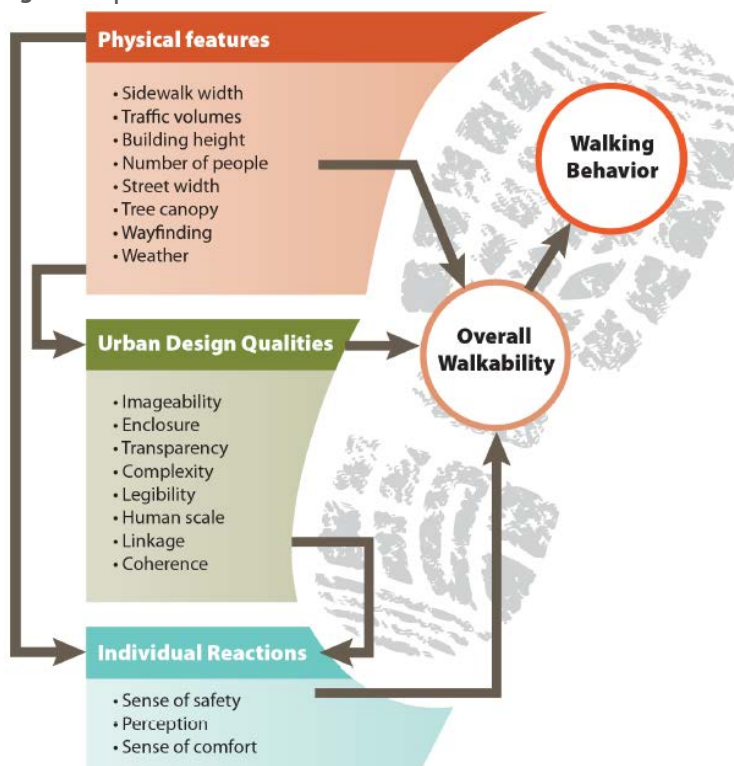 Physical features
• Sidewalk width
• Traffic volumes
• Building height
• Number of people
• Street width
• Tree canopy
• Wayfinding
• Weather
Walking
Behavior
Overall
Walkability
Urban Design Qualities
• Imageability
• Enclosure
• Transparency
• Complexity
• Legibility
• Human scale
• Linkage
• Coherence
Individual Reactions
• Sense of safety
• Perception
• Sense of comfort